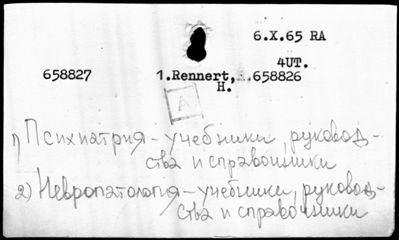 6.X.65 RA
4UT.
658827 1.Rennert, .658826
H.
A
1) Психиатрия - учебники, руковод-
ства и справочники
2) Невропатология - учебники, руковод-
ства и справочники